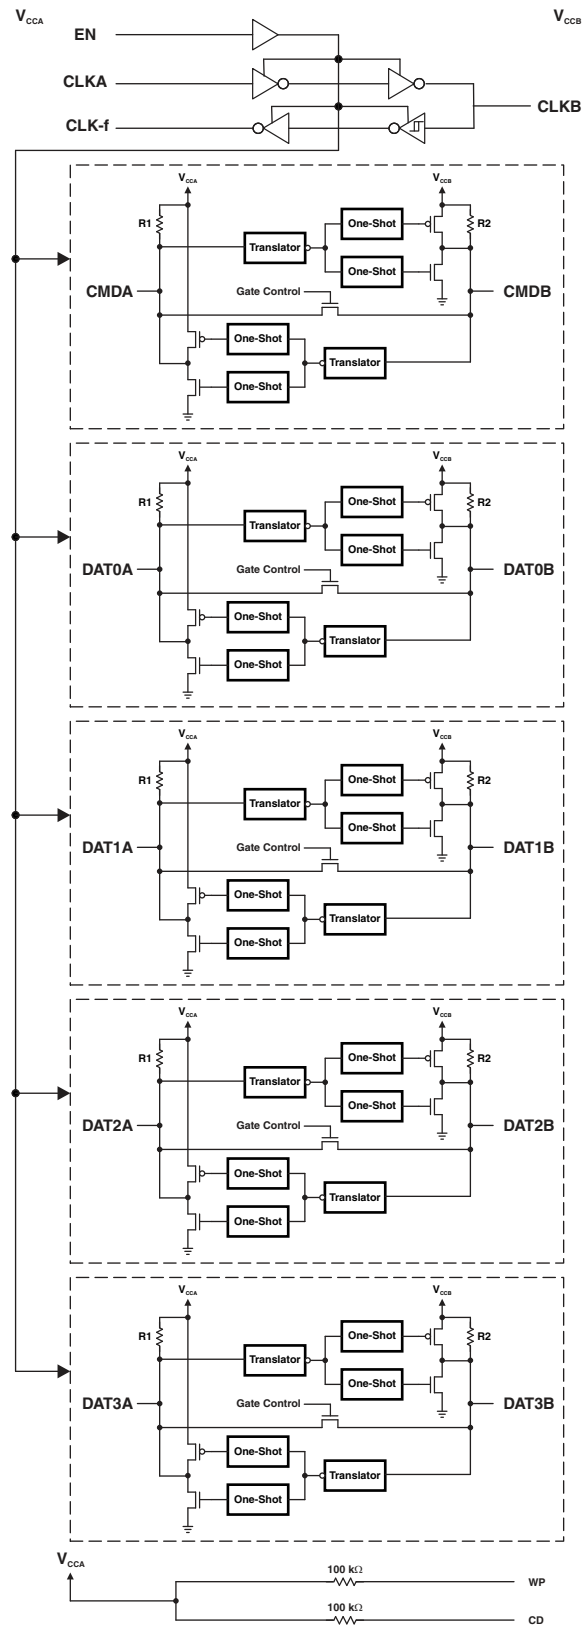 VCCA VCCB
EN
CLKA
CLKB
CLK-f
VCCA VCCB
R1 One-Shot R2
Translator
One-Shot
CMDA Gate Control CMDB
One-Shot
Translator
One-Shot
VCCA VCCB
R1 One-Shot R2
Translator
One-Shot
DAT0A Gate Control DAT0B
One-Shot
Translator
One-Shot
VCCA VCCB
R1 One-Shot R2
Translator
One-Shot
DAT1A Gate Control DAT1B
One-Shot
Translator
One-Shot
VCCA VCCB
R1 One-Shot R2
Translator
One-Shot
DAT2A Gate Control DAT2B
One-Shot
Translator
One-Shot
VCCA VCCB
R1 One-Shot R2
Translator
One-Shot
DAT3A Gate Control DAT3B
One-Shot
Translator
One-Shot
VCCA
100 kΩ WP
100 kΩ CD